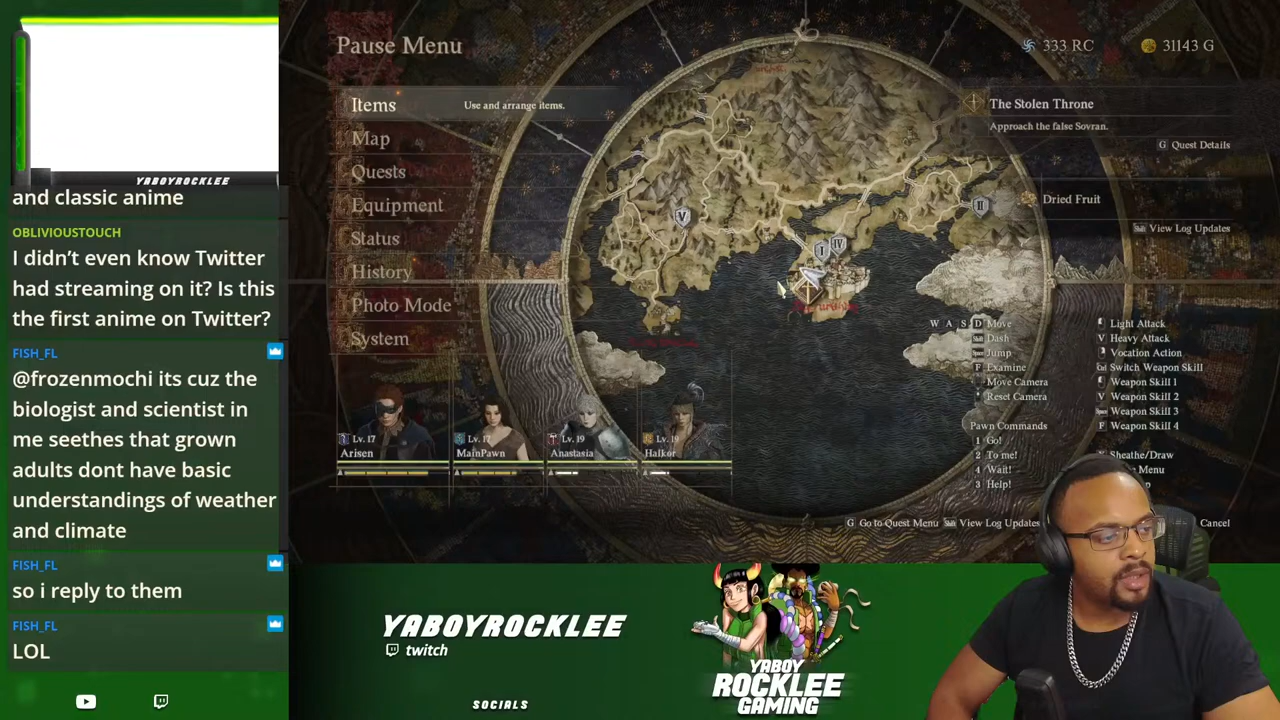 YABOYROCKLEE
and classic anime
OBLIVIOUSTOUCH
I didn't even know Twitter
had streaming on it? Is this
the first anime on Twitter?
FISH_FL
@frozenmochi its cuz the
biologist and scientist in
me seethes that grown
adults dont have basic
understandings of weather
and climate
FISH_FL
so i reply to them
FISH_FL
LOL
Pause Menu
Items
Use and arrange items.
Map
Quests
Equipment
Status
History
Photo Mode
System
Lv. 17
Arisen
Lv. 17
MainPawn
Lv. 19
Anastasia
Lv. 19
Halkor
V
I
IV
II
333 RC
31143 G
The Stolen Throne
Approach the false Sovran.
G Quest Details
Dried Fruit
View Log Updates
W A S D Move
Dash
Jump
F Examine
Move Camera
Reset Camera
Pawn Commands
1 Go!
2 To me!
4 Wait!
3 Help!
Light Attack
V Heavy Attack
Vocation Action
Switch Weapon Skill
Weapon Skill 1
V Weapon Skill 2
Weapon Skill 3
F Weapon Skill 4
Sheathe/Draw
Menu
G Go to Quest Menu
View Log Updates
Cancel
YABOYROCKLEE
twitch
SOCIALS
YABOY
ROCKLEE
GAMING